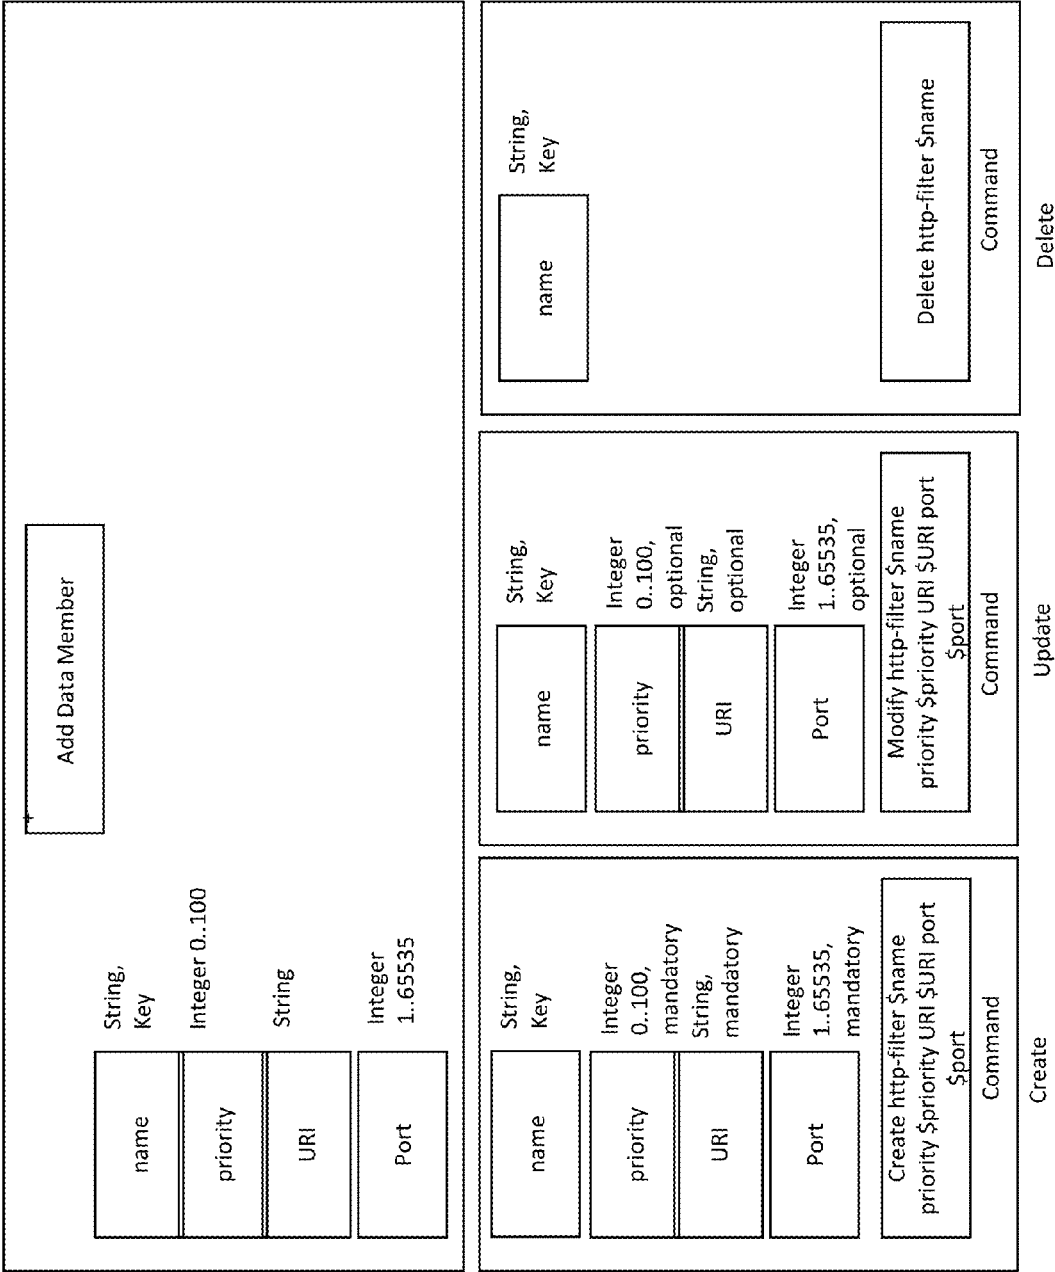 +
Add Data Member
name
String,
Key
priority
Integer 0..100
URI
String
Port
Integer
1..65535
name
String,
Key
priority
Integer
0..100,
mandatory
URI
String,
mandatory
Port
Integer
1..65535,
mandatory
Create http-filter $name
priority $priority URI $URI port
$port
Command
Create
name
String,
Key
priority
Integer
0..100,
optional
URI
String,
optional
Port
Integer
1..65535,
optional
Modify http-filter $name
priority $priority URI $URI port
$port
Command
Update
name
String,
Key
Delete http-filter $name
Command
Delete